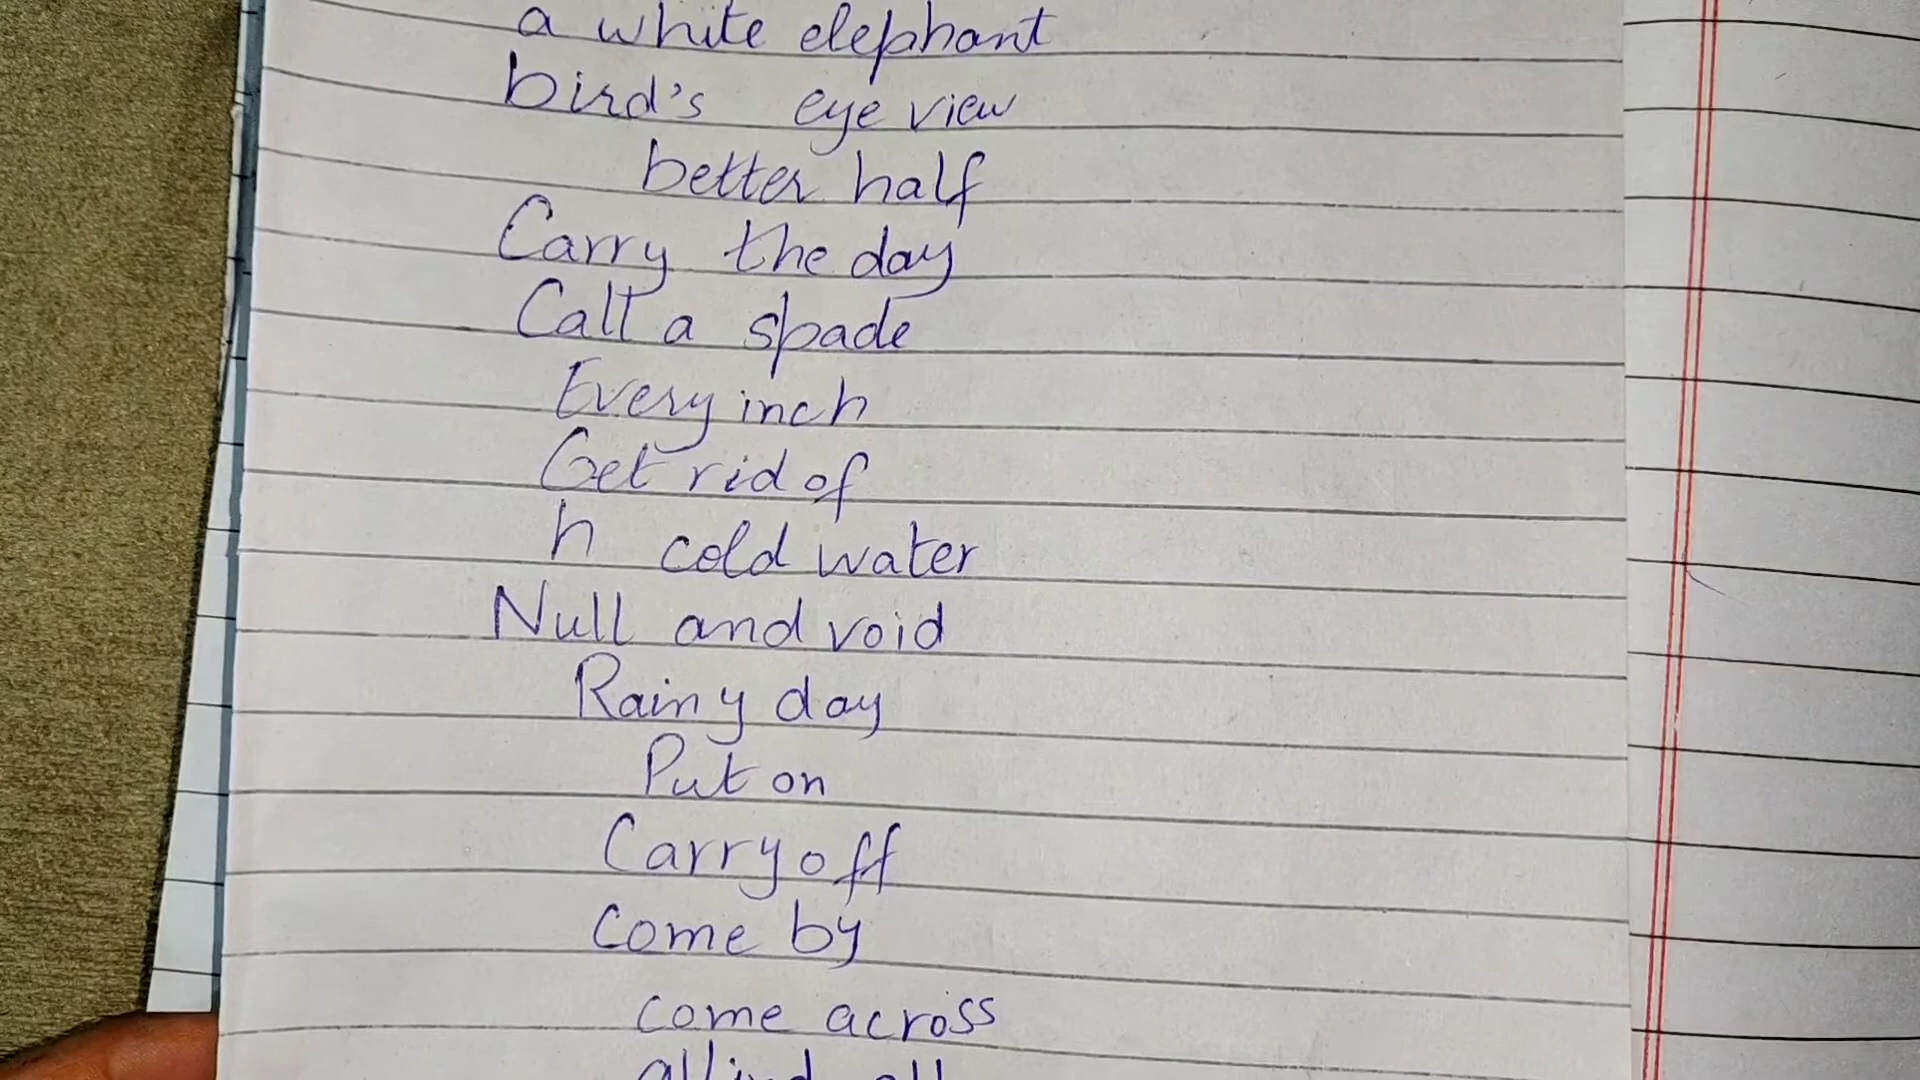 a white elephant
bird's eye view
better half
Carry the day
Call a spade
Every inch
Get rid of
h cold water
Null and void
Rainy day
Put on
Carry off
come by
come across